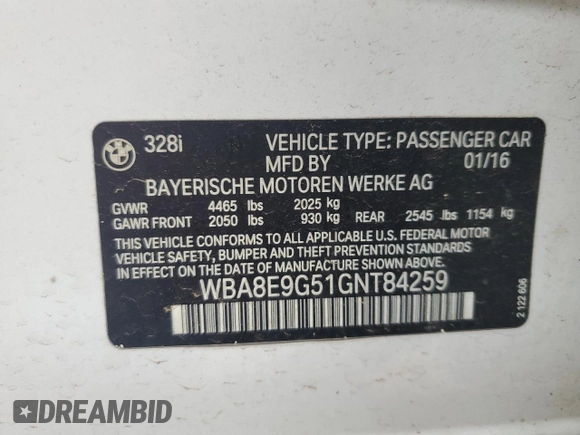 328i VEHICLE TYPE: PASSENGER CAR
MFD BY 01/16
BAYERISCHE MOTOREN WERKE AG
GVWR 4465 lbs 2025 kg
GAWR FRONT 2050 lbs 930 kg REAR 2545 lbs 1154 kg
THIS VEHICLE CONFORMS TO ALL APPLICABLE U.S. FEDERAL MOTOR
VEHICLE SAFETY, BUMPER AND THEFT PREVENTION STANDARDS IN
EFFECT ON THE DATE OF MANUFACTURE SHOWN ABOVE.
WBA8E9G51GNT84259
2 122 606
DREAMBID